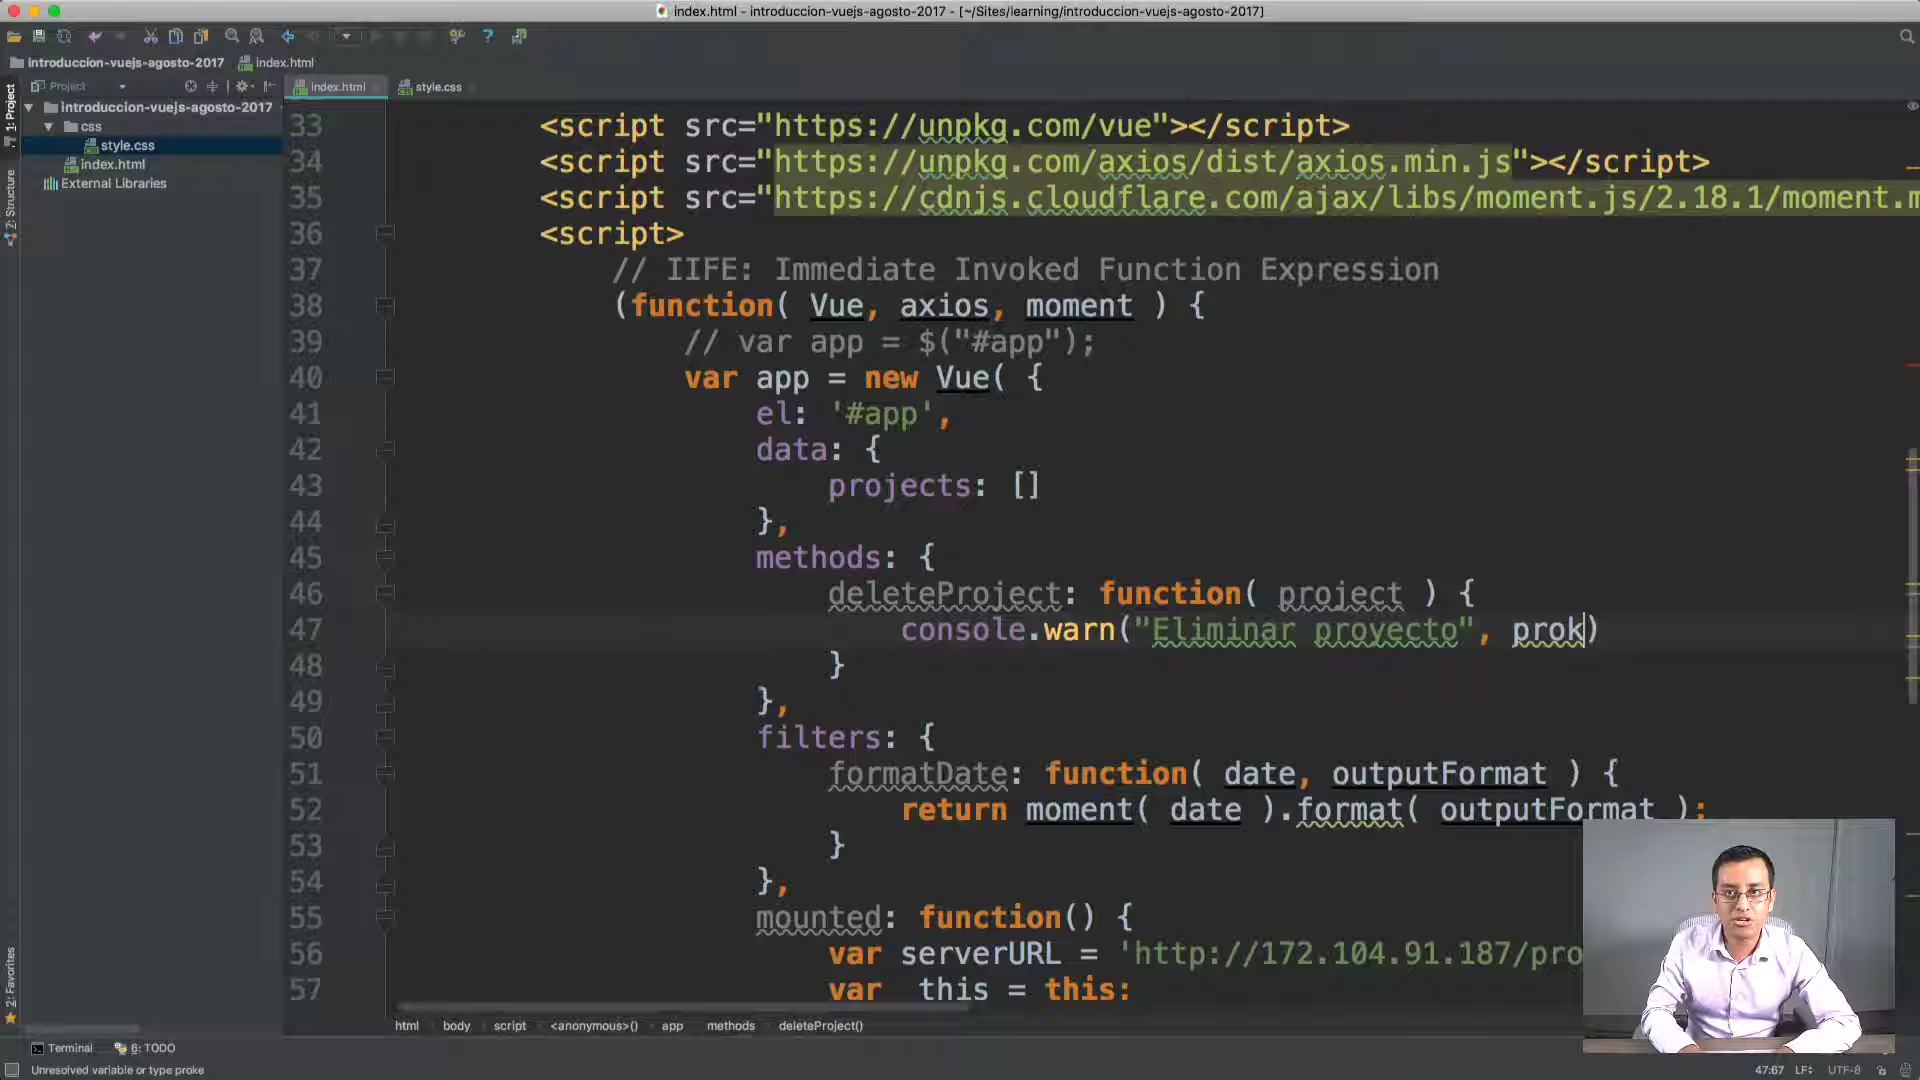 index.html - introduccion-vuejs-agosto-2017 - [~/Sites/learning/introduccion-vuejs-agosto-2017]
introduccion-vuejs-agosto-2017 index.html
Project
index.html style.css
1: Project
introduccion-vuejs-agosto-2017
css
style.css
index.html
External Libraries
Z: Structure
33 <script src="https://unpkg.com/vue"></script>
34 <script src="https://unpkg.com/axios/dist/axios.min.js"></script>
35 <script src="https://cdnjs.cloudflare.com/ajax/libs/moment.js/2.18.1/moment.m
36 <script>
37 // IIFE: Immediate Invoked Function Expression
38 (function( Vue, axios, moment ) {
39 // var app = $("#app");
40 var app = new Vue( {
41 el: '#app',
42 data: {
43 projects: []
44 },
45 methods: {
46 deleteProject: function( project ) {
47 console.warn("Eliminar proyecto", prok)
48 }
49 },
50 filters: {
51 formatDate: function( date, outputFormat ) {
52 return moment( date ).format( outputFormat );
53 }
54 },
55 mounted: function() {
56 var serverURL = 'http://172.104.91.187/pro
57 var _this = this;
2: Favorites
html body script <anonymous>() app methods deleteProject()
Terminal 6: TODO
Unresolved variable or type proke 47:67 LF÷ UTF-8